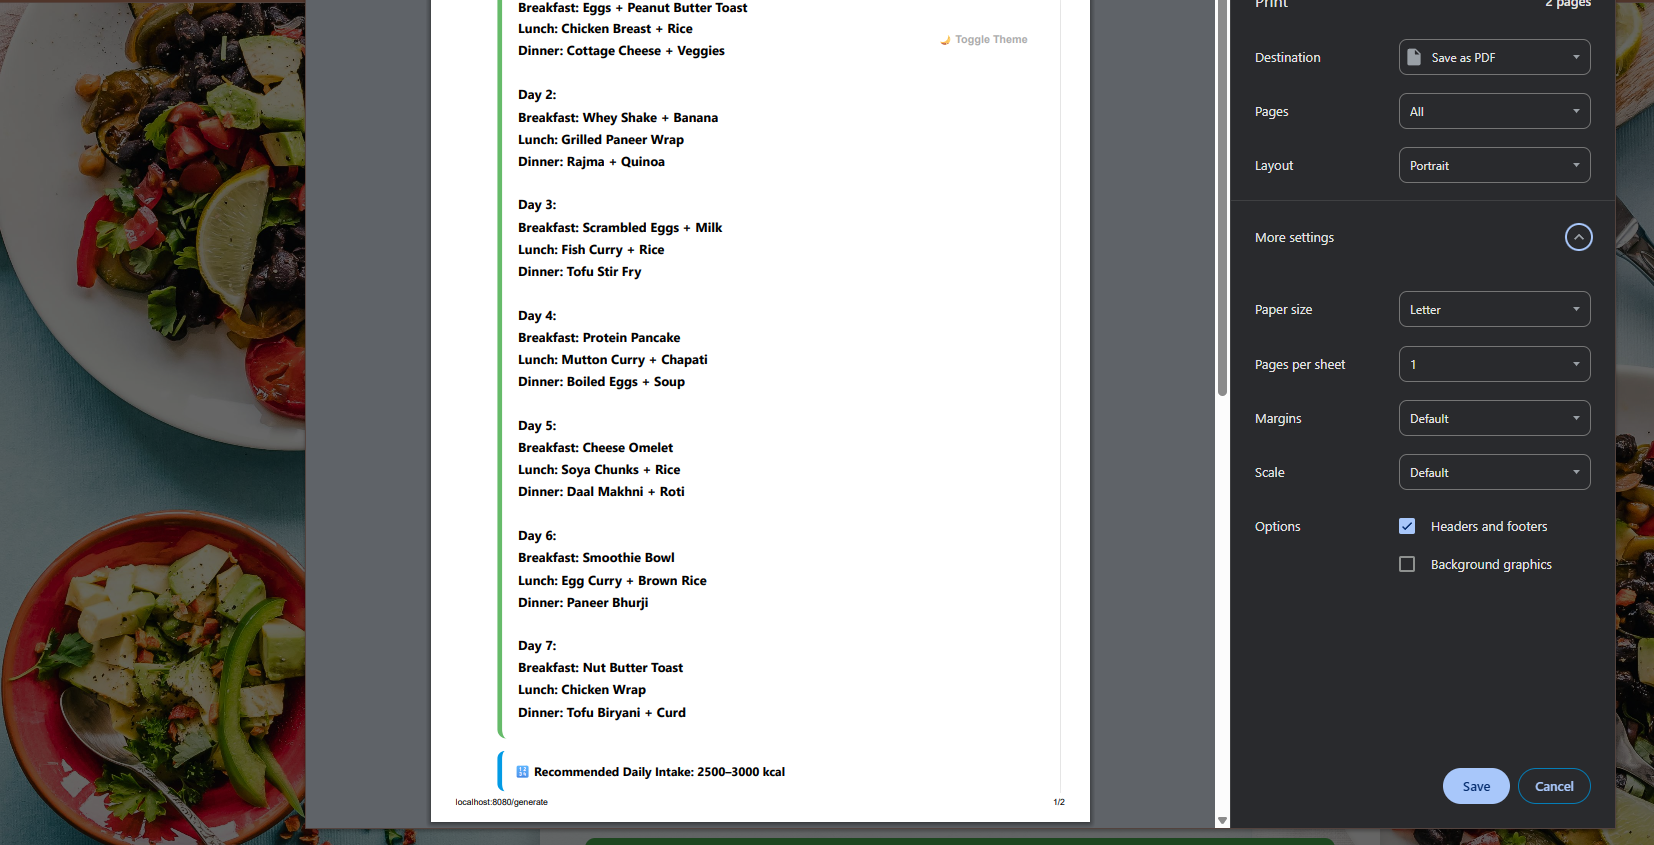 Breakfast: Eggs + Peanut Butter Toast
Lunch: Chicken Breast + Rice
Dinner: Cottage Cheese + Veggies
🌙 Toggle Theme
Day 2:
Breakfast: Whey Shake + Banana
Lunch: Grilled Paneer Wrap
Dinner: Rajma + Quinoa
Day 3:
Breakfast: Scrambled Eggs + Milk
Lunch: Fish Curry + Rice
Dinner: Tofu Stir Fry
Day 4:
Breakfast: Protein Pancake
Lunch: Mutton Curry + Chapati
Dinner: Boiled Eggs + Soup
Day 5:
Breakfast: Cheese Omelet
Lunch: Soya Chunks + Rice
Dinner: Daal Makhni + Roti
Day 6:
Breakfast: Smoothie Bowl
Lunch: Egg Curry + Brown Rice
Dinner: Paneer Bhurji
Day 7:
Breakfast: Nut Butter Toast
Lunch: Chicken Wrap
Dinner: Tofu Biryani + Curd
🔢 Recommended Daily Intake: 2500–3000 kcal
localhost:8080/generate 1/2
Print 2 pages
Destination Save as PDF
Pages All
Layout Portrait
More settings
Paper size Letter
Pages per sheet 1
Margins Default
Scale Default
Options Headers and footers
Background graphics
Save Cancel